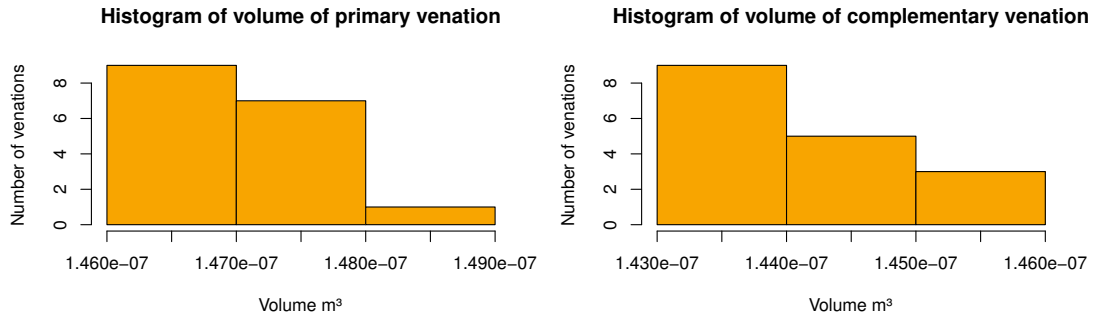 Histogram of volume of primary venation
Number of venations
0 2 4 6 8
1.460e−07 1.470e−07 1.480e−07 1.490e−07
Volume m³
Histogram of volume of complementary venation
Number of venations
0 2 4 6 8
1.430e−07 1.440e−07 1.450e−07 1.460e−07
Volume m³